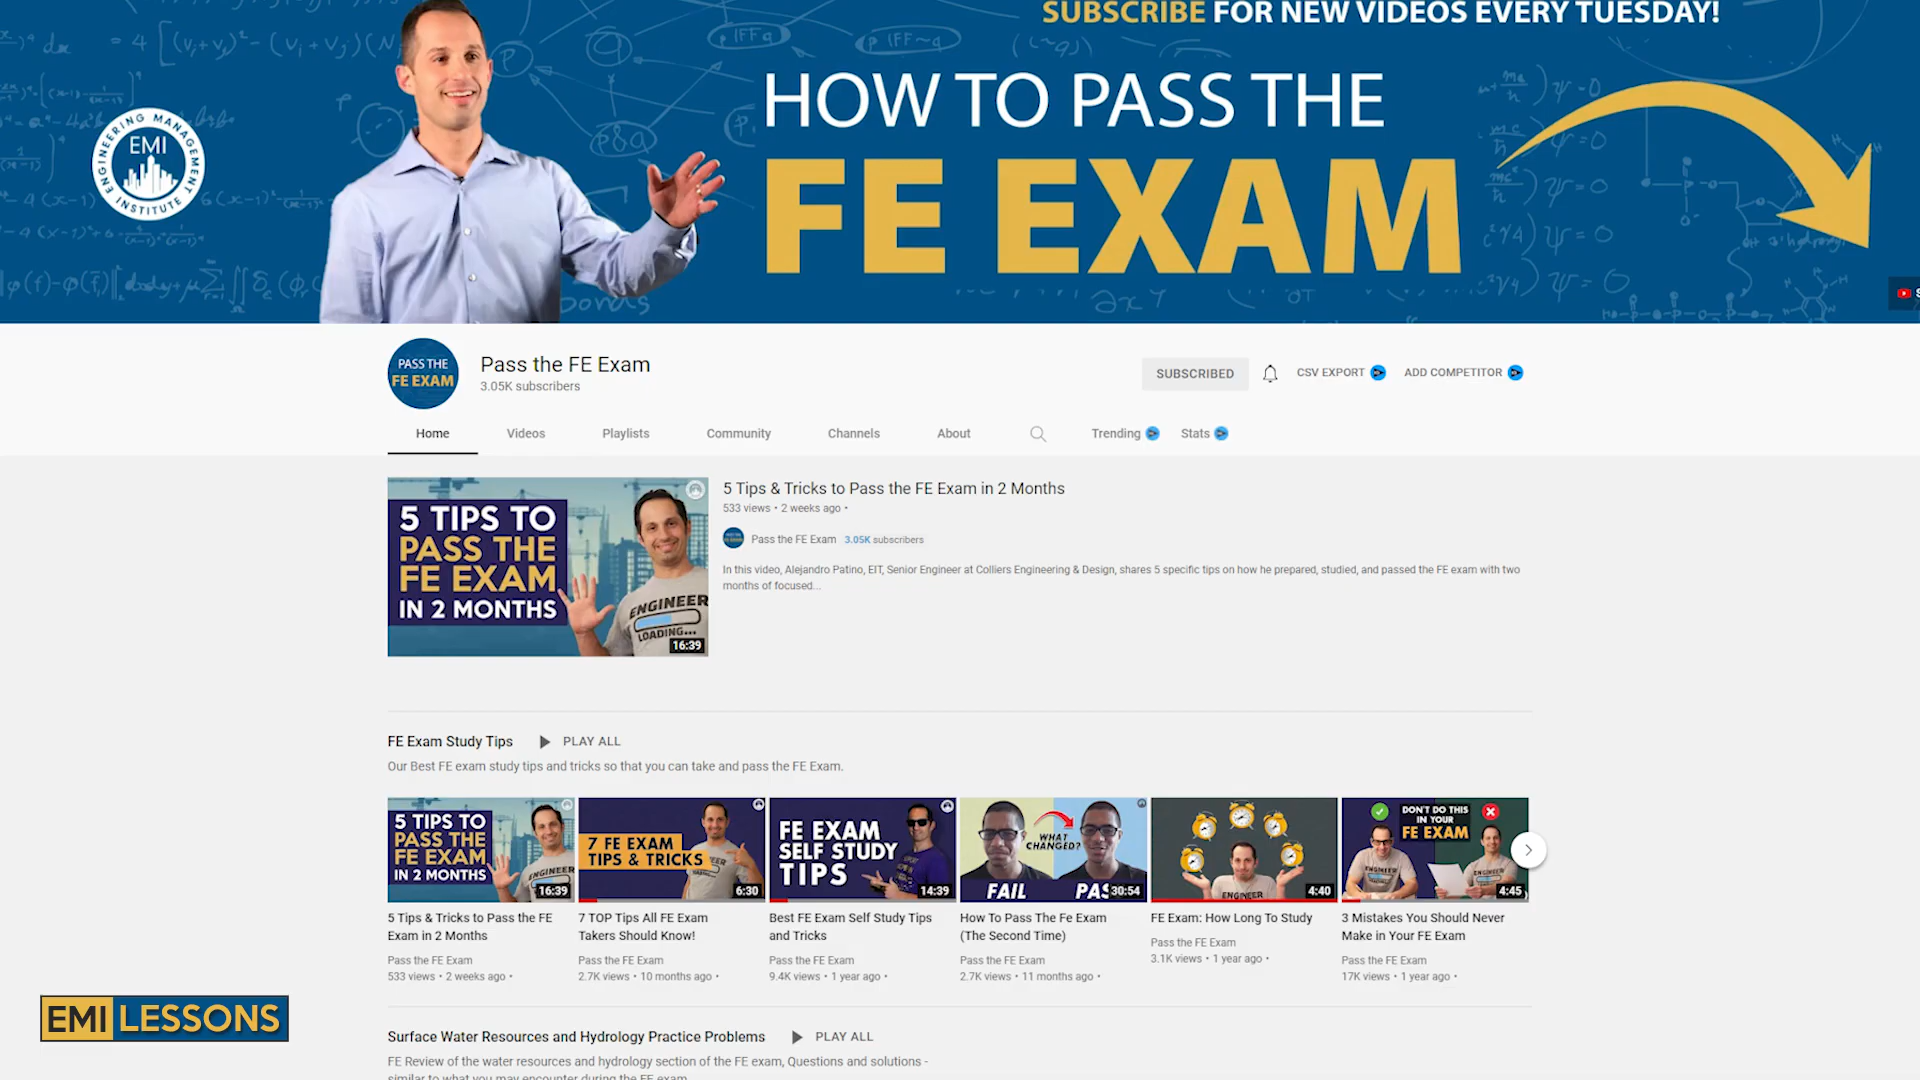 SUBSCRIBE FOR NEW VIDEOS EVERY TUESDAY!
HOW TO PASS THE
FE EXAM
ENGINEERING MANAGEMENT INSTITUTE
EMI
PASS THE
FE EXAM
Pass the FE Exam
3.05K subscribers
SUBSCRIBED
CSV EXPORT
ADD COMPETITOR
Home Videos Playlists Community Channels About Trending Stats
5 TIPS TO
PASS THE
FE EXAM
IN 2 MONTHS
ENGINEER
LOADING...
16:39
5 Tips & Tricks to Pass the FE Exam in 2 Months
533 views • 2 weeks ago •
Pass the FE Exam 3.05K subscribers
In this video, Alejandro Patino, EIT, Senior Engineer at Colliers Engineering & Design, shares 5 specific tips on how he prepared, studied, and passed the FE exam with two
months of focused...
FE Exam Study Tips PLAY ALL
Our Best FE exam study tips and tricks so that you can take and pass the FE Exam.
5 TIPS TO
PASS THE
FE EXAM
IN 2 MONTHS
ENGINEER
16:39
5 Tips & Tricks to Pass the FE
Exam in 2 Months
Pass the FE Exam
533 views • 2 weeks ago •
7 FE EXAM
TIPS & TRICKS
6:30
7 TOP Tips All FE Exam
Takers Should Know!
Pass the FE Exam
2.7K views • 10 months ago •
FE EXAM
SELF STUDY
TIPS
14:39
Best FE Exam Self Study Tips
and Tricks
Pass the FE Exam
9.4K views • 1 year ago •
WHAT
CHANGED?
FAIL
30:54
How To Pass The Fe Exam
(The Second Time)
Pass the FE Exam
2.7K views • 11 months ago •
ENGINEER
4:40
FE Exam: How Long To Study
Pass the FE Exam
3.1K views • 1 year ago •
DON'T DO THIS
IN YOUR
FE EXAM
4:45
3 Mistakes You Should Never
Make in Your FE Exam
Pass the FE Exam
17K views • 1 year ago •
EMI LESSONS
Surface Water Resources and Hydrology Practice Problems PLAY ALL
FE Review of the water resources and hydrology section of the FE exam, Questions and solutions -
similar to what you may encounter during the FE exam